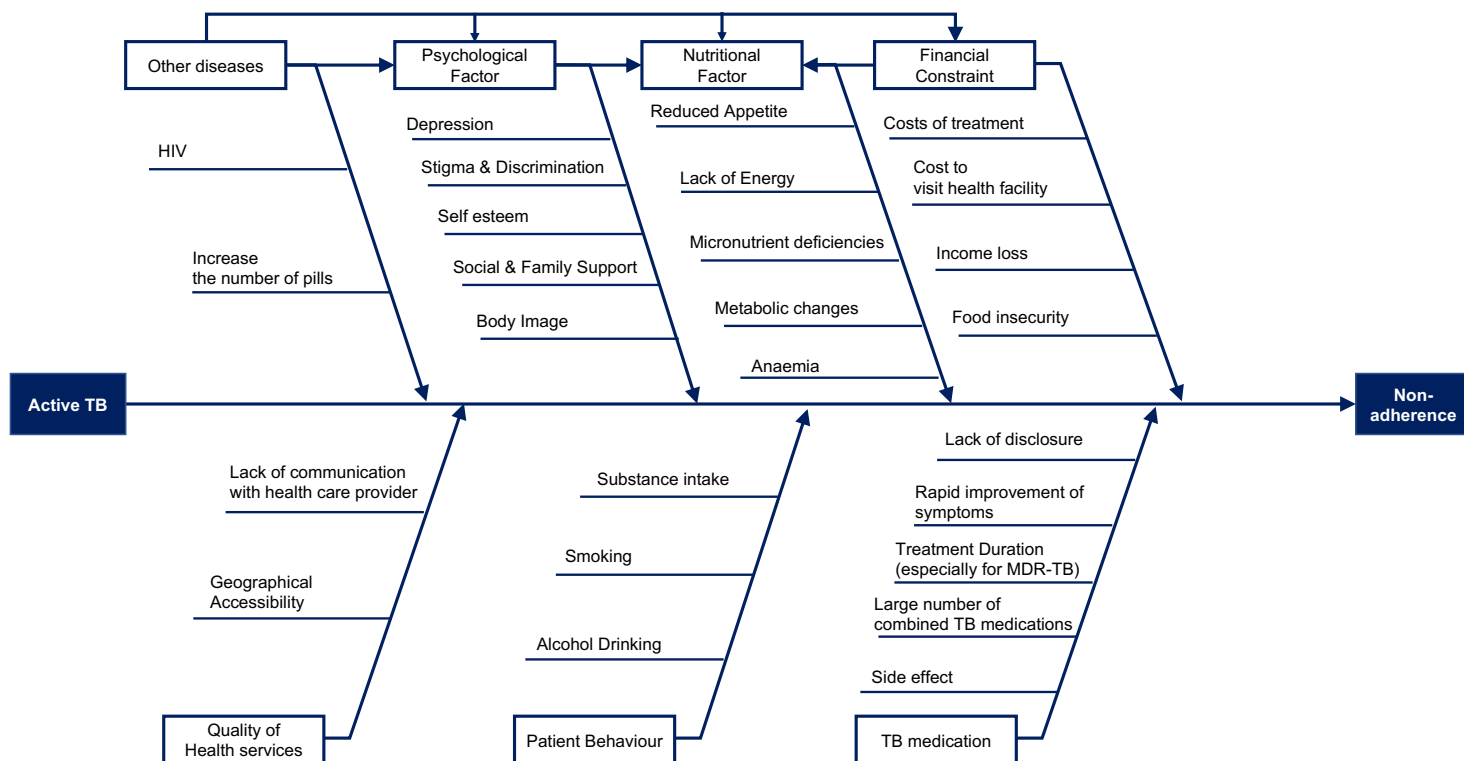 Other diseases
Psychological
Factor
Nutritional
Factor
Financial
Constraint
HIV
Increase
the number of pills
Depression
Stigma & Discrimination
Self esteem
Social & Family Support
Body Image
Reduced Appetite
Lack of Energy
Micronutrient deficiencies
Metabolic changes
Anaemia
Costs of treatment
Cost to
visit health facility
Income loss
Food insecurity
Active TB
Non-
adherence
Lack of communication
with health care provider
Geographical
Accessibility
Quality of
Health services
Substance intake
Smoking
Alcohol Drinking
Patient Behaviour
Lack of disclosure
Rapid improvement of
symptoms
Treatment Duration
(especially for MDR-TB)
Large number of
combined TB medications
Side effect
TB medication